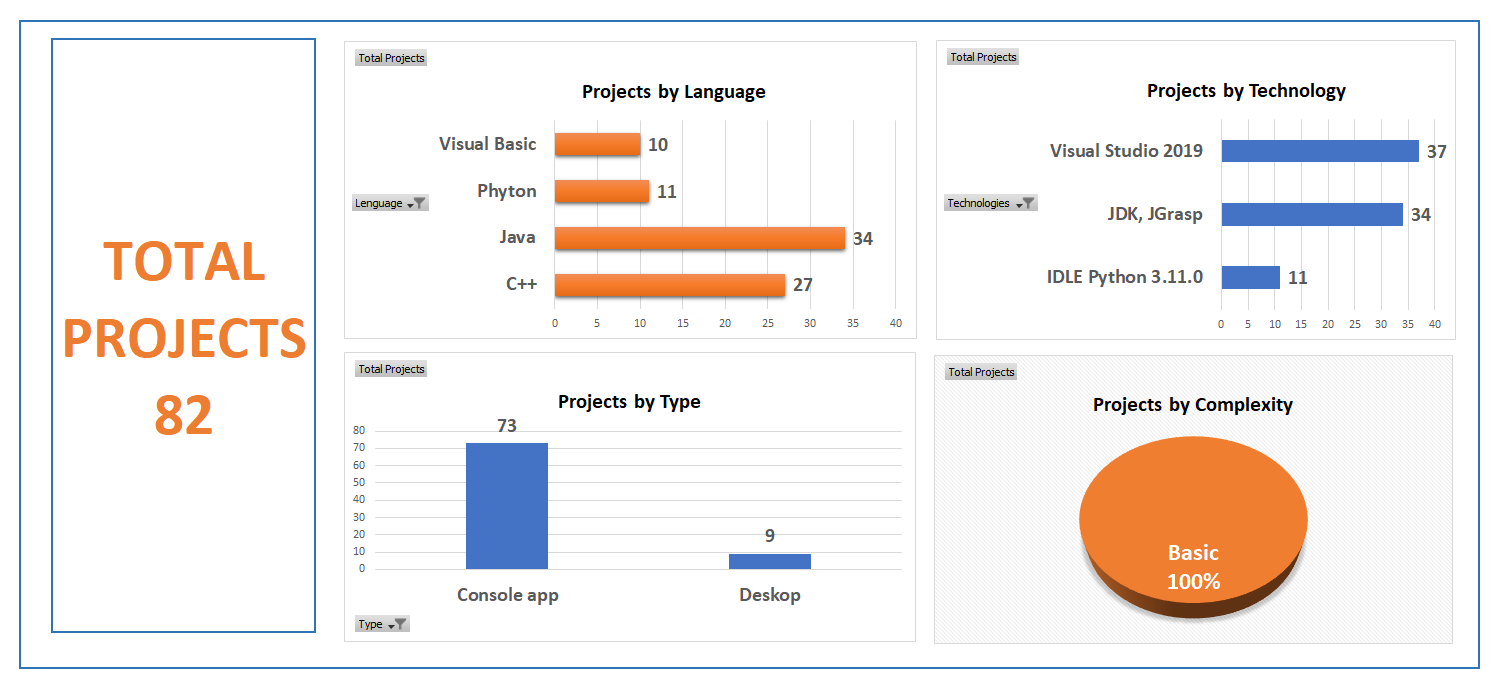 TOTAL
PROJECTS
82
Total Projects
Projects by Language
Visual Basic 10
Phyton 11
Lenguage
Java 34
C++ 27
0 5 10 15 20 25 30 35 40
Total Projects
Projects by Technology
Visual Studio 2019 37
Technologies
JDK, JGrasp 34
IDLE Python 3.11.0 11
0 5 10 15 20 25 30 35 40
Total Projects
Projects by Type
73
80
70
60
50
40
30
20
10
0
9
Console app Deskop
Type
Total Projects
Projects by Complexity
Basic
100%